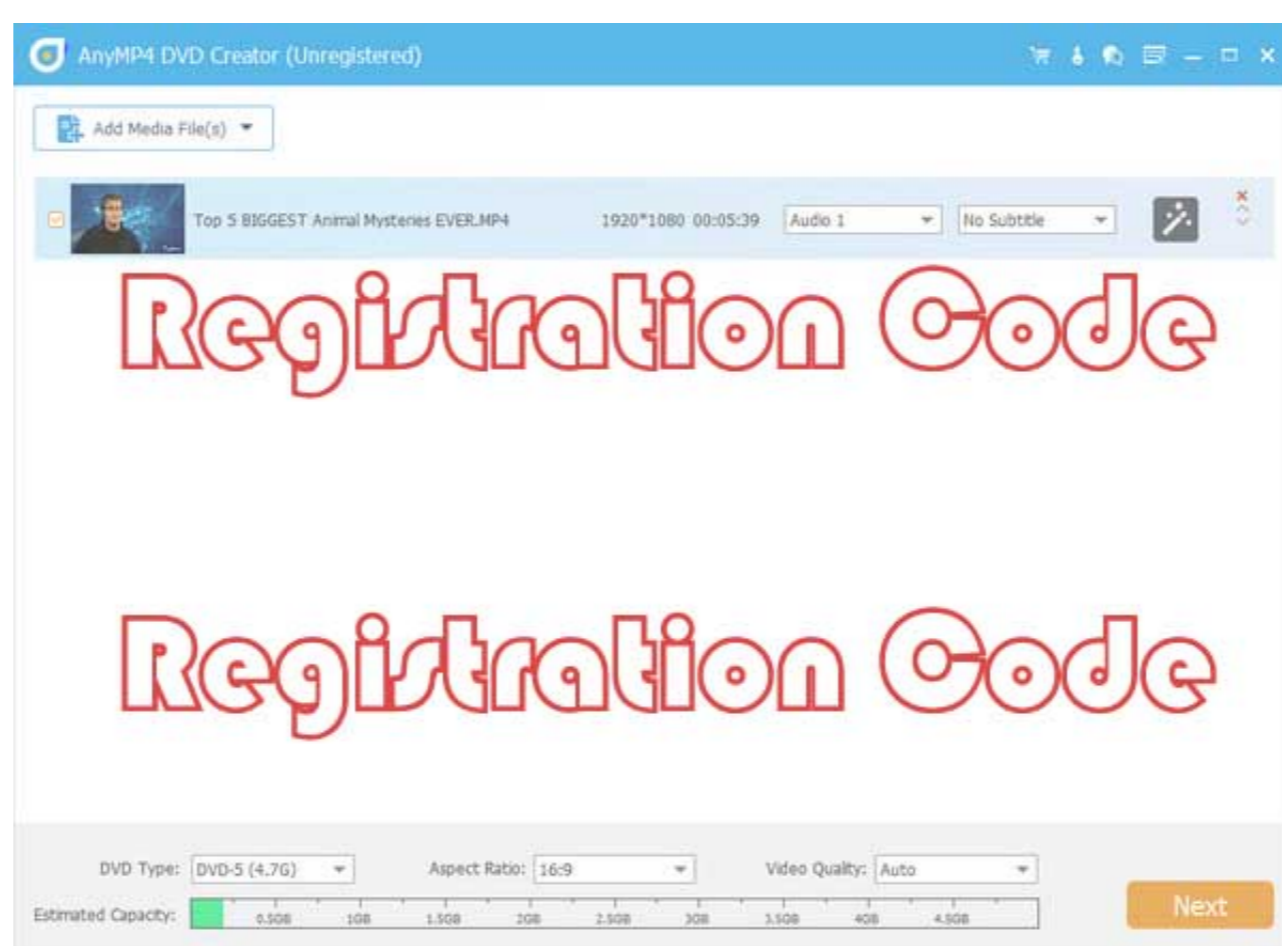 AnyMP4 DVD Creator (Unregistered)
Add Media File(s)
Top 5 BIGGEST Animal Mysteries EVER.MP4 1920*1080 00:05:39 Audio 1 No Subtitle
Registration Code
Registration Code
DVD Type: DVD-5 (4.7G) Aspect Ratio: 16:9 Video Quality: Auto
Estimated Capacity: 0.5GB 1GB 1.5GB 2GB 2.5GB 3GB 3.5GB 4GB 4.5GB
Next